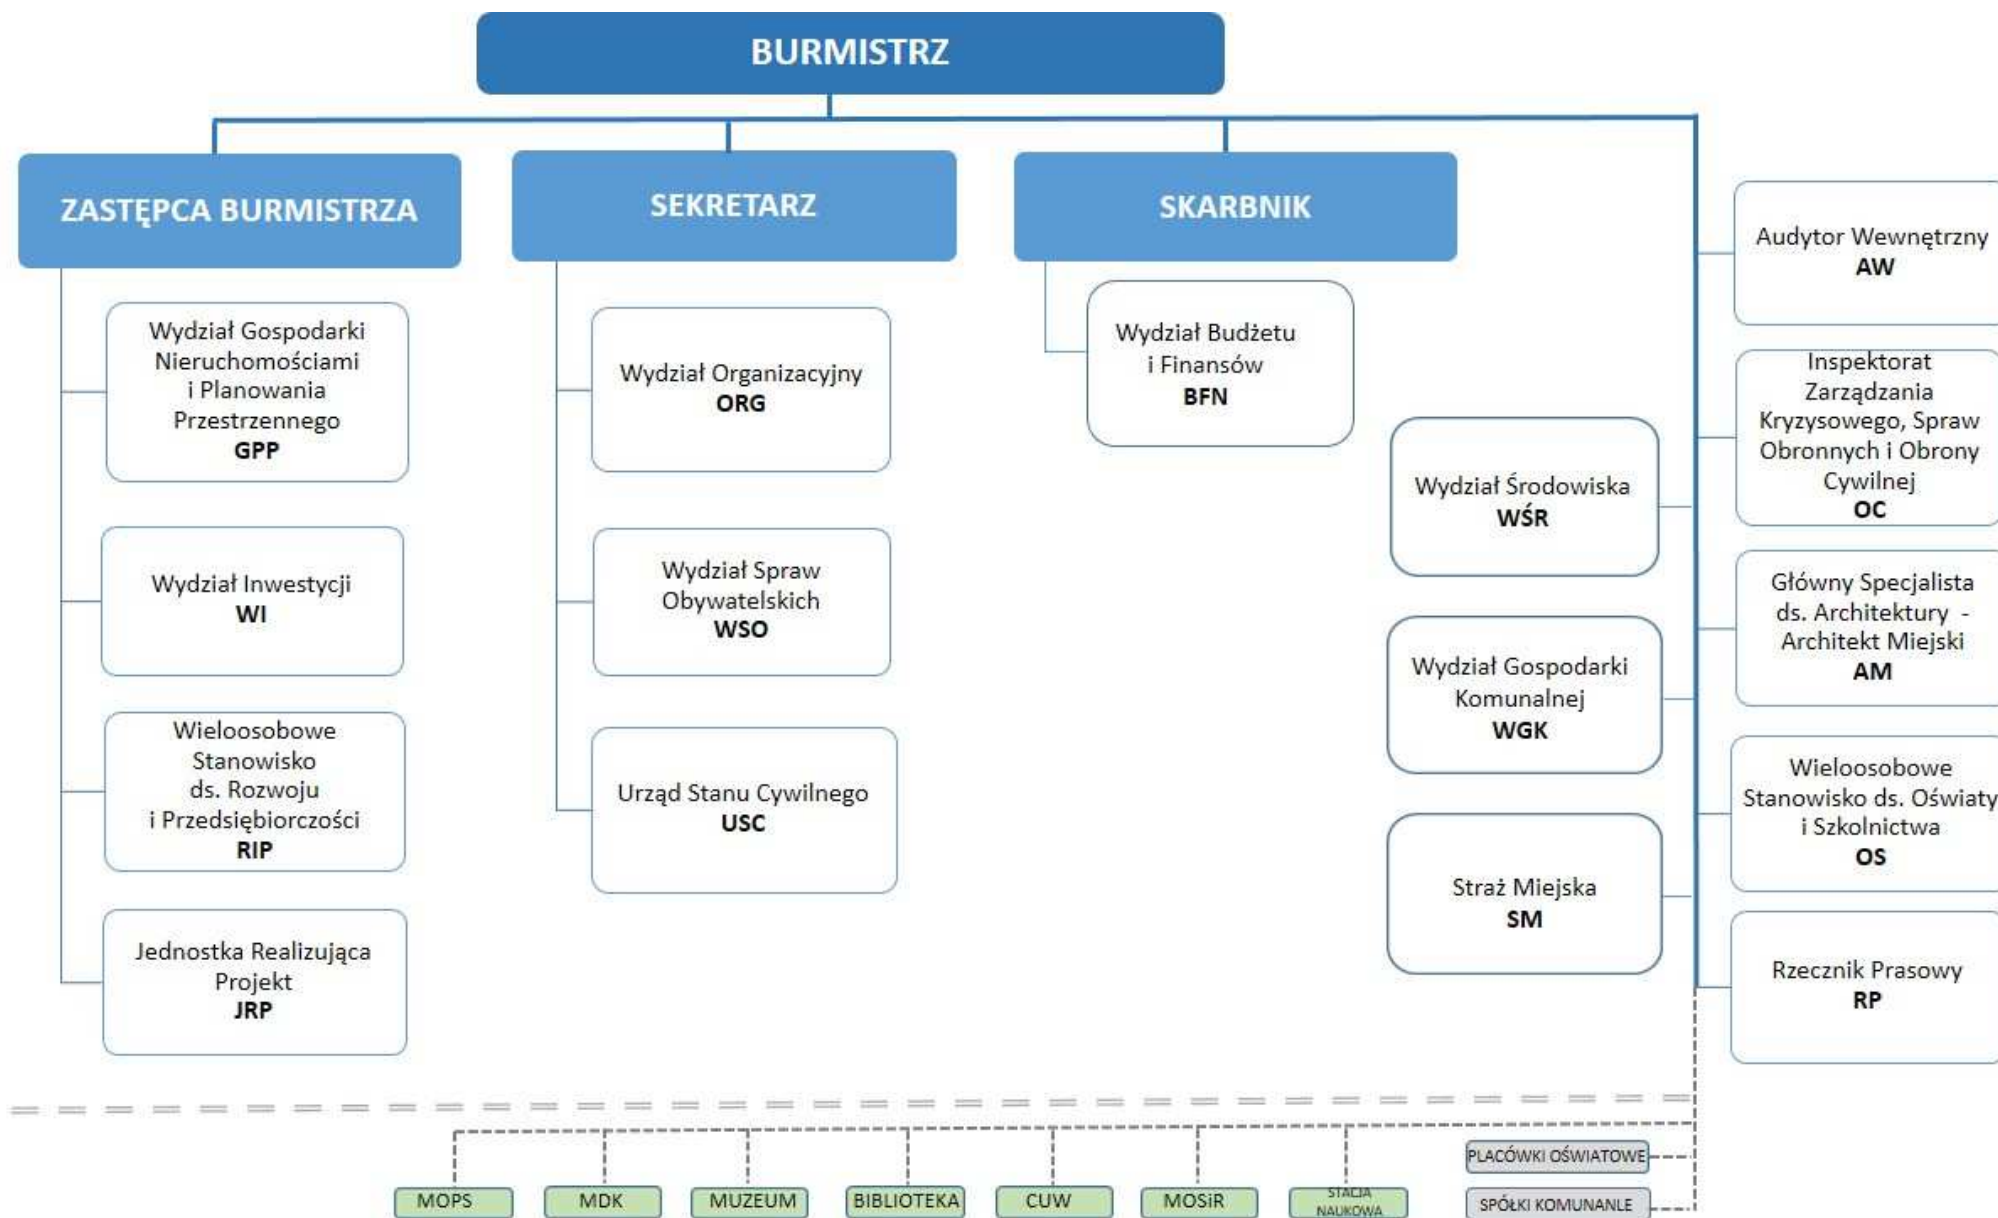 BURMISTRZ
ZASTĘPCA BURMISTRZA
SEKRETARZ
SKARBNIK
Wydział Gospodarki
Nieruchomościami
i Planowania
Przestrzennego
GPP
Wydział Inwestycji
WI
Wieloosobowe
Stanowisko
ds. Rozwoju
i Przedsiębiorczości
RIP
Jednostka Realizująca
Projekt
JRP
Wydział Organizacyjny
ORG
Wydział Spraw
Obywatelskich
WSO
Urząd Stanu Cywilnego
USC
Wydział Budżetu
i Finansów
BFN
Wydział Środowiska
WŚR
Wydział Gospodarki
Komunalnej
WGK
Straż Miejska
SM
Audytor Wewnętrzny
AW
Inspektorat
Zarządzania
Kryzysowego, Spraw
Obronnych i Obrony
Cywilnej
OC
Główny Specjalista
ds. Architektury -
Architekt Miejski
AM
Wieloosobowe
Stanowisko ds. Oświaty
i Szkolnictwa
OS
Rzecznik Prasowy
RP
MOPS
MDK
MUZEUM
BIBLIOTEKA
CUW
MOSiR
STACJA
NAUKOWA
PLACÓWKI OŚWIATOWE
SPÓŁKI KOMUNANLE